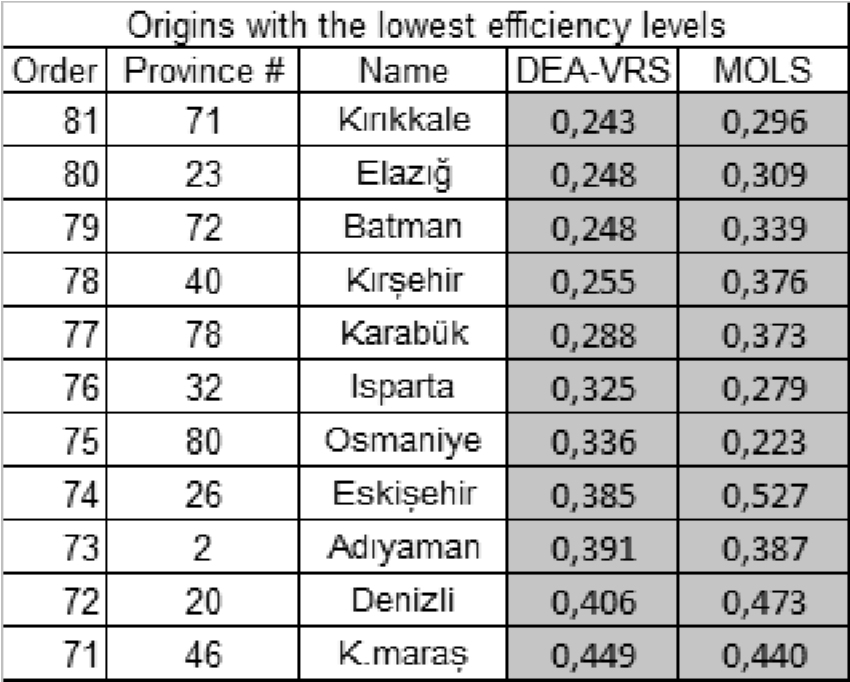 Origins with the lowest efficiency levels
Order Province # Name DEA-VRS MOLS
81 71 Kırıkkale 0,243 0,296
80 23 Elazığ 0,248 0,309
79 72 Batman 0,248 0,339
78 40 Kırşehir 0,255 0,376
77 78 Karabük 0,288 0,373
76 32 Isparta 0,325 0,279
75 80 Osmaniye 0,336 0,223
74 26 Eskişehir 0,385 0,527
73 2 Adıyaman 0,391 0,387
72 20 Denizli 0,406 0,473
71 46 K.maraş 0,449 0,440